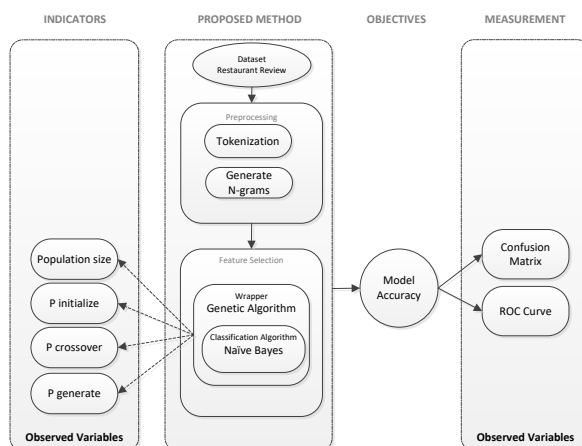 INDICATORS
PROPOSED METHOD
OBJECTIVES
MEASUREMENT
Dataset
Restaurant Review
Preprocessing
Tokenization
Generate
N-grams
Feature Selection
Wrapper
Genetic Algorithm
Classification Algorithm
Naïve Bayes
Population size
P initialize
P crossover
P generate
Observed Variables
Model
Accuracy
Confusion
Matrix
ROC Curve
Observed Variables